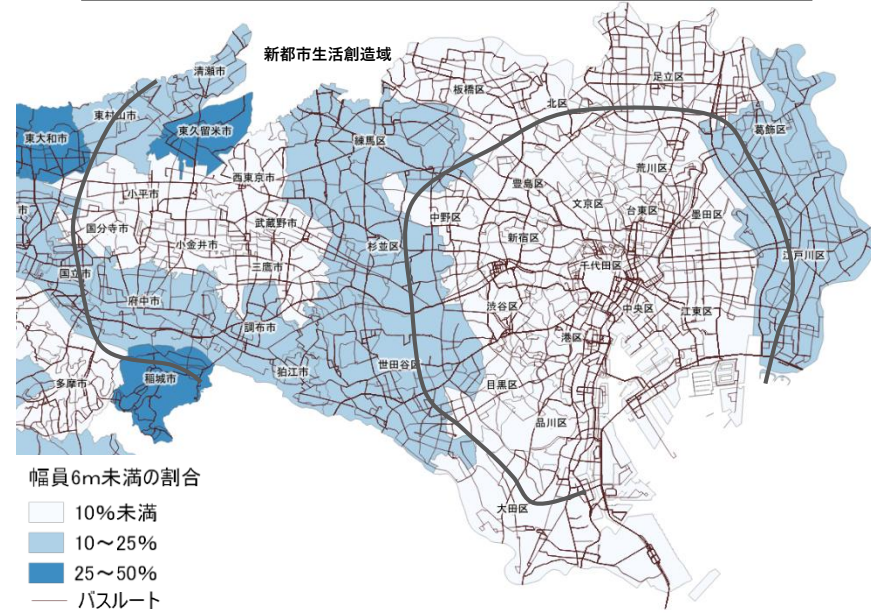 新都市生活創造域
清瀬市
足立区
板橋区
北区
東村山市
東久留米市
東大和市
葛飾区
練馬区
荒川区
西東京市
豊島区
小平市
文京区
台東区
墨田区
市
中野区
武蔵野市
国分寺市
新宿区
小金井市
杉並区
江戸川区
三鷹市
千代田区
国立市
府中市
渋谷区
中央区
江東区
調布市
港区
世田谷区
狛江市
多摩市
稲城市
目黒区
品川区
大田区
幅員6m未満の割合
10%未満
10～25%
25～50%
バスルート